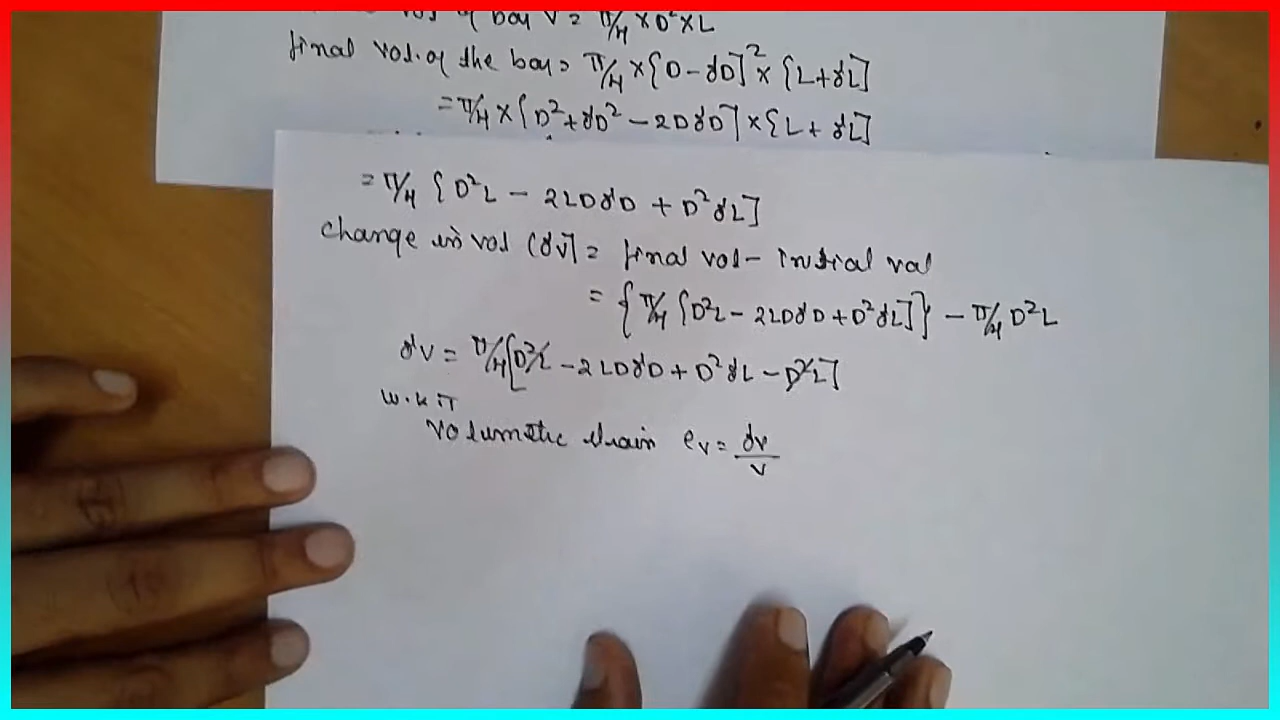 vol of bar V = π/4 × D² × L
final vol. of the bar = π/4 × {D - δD]² × {L + δL]
= π/4 × {D² + δD² - 2DδD] × {L + δL]
= π/4 {D²L - 2LDδD + D²δL]
change in vol (δv] = final vol - initial vol
= {π/4 {D²L - 2LDδD + D²δL]} - π/4 D²L
δv = π/4 [D²L - 2LDδD + D²δL - D²L]
w.k.T
Volumetic strain eᵥ = δv/v